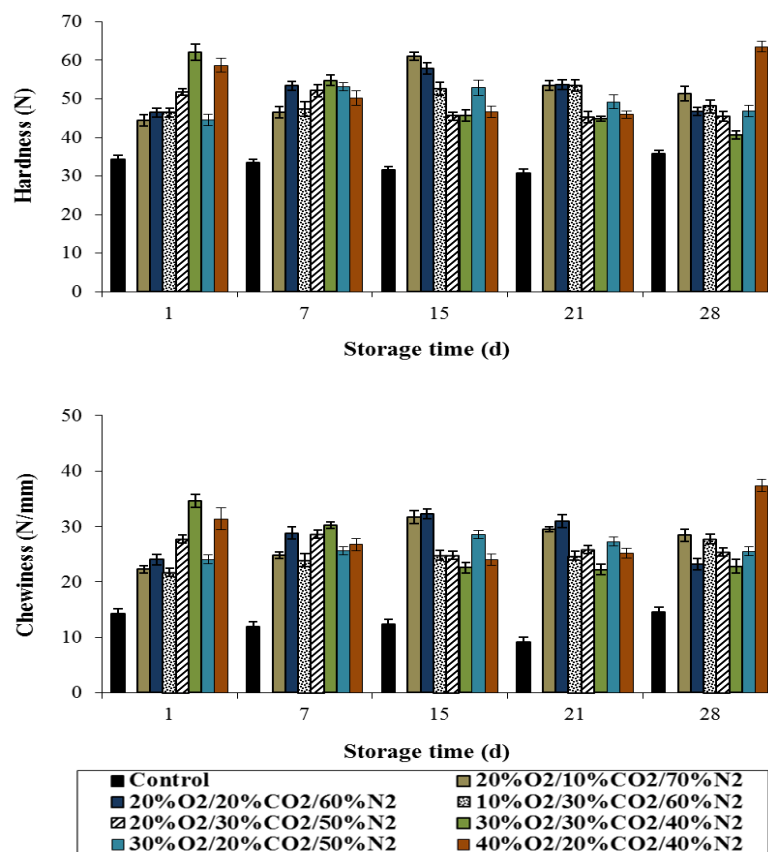 70
60
50
40
30
20
10
0
Hardness (N)
1 7 15 21 28
Storage time (d)
50
40
30
20
10
0
Chewiness (N/mm)
1 7 15 21 28
Storage time (d)
Control 20%O2/10%CO2/70%N2
20%O2/20%CO2/60%N2 10%O2/30%CO2/60%N2
20%O2/30%CO2/50%N2 30%O2/30%CO2/40%N2
30%O2/20%CO2/50%N2 40%O2/20%CO2/40%N2